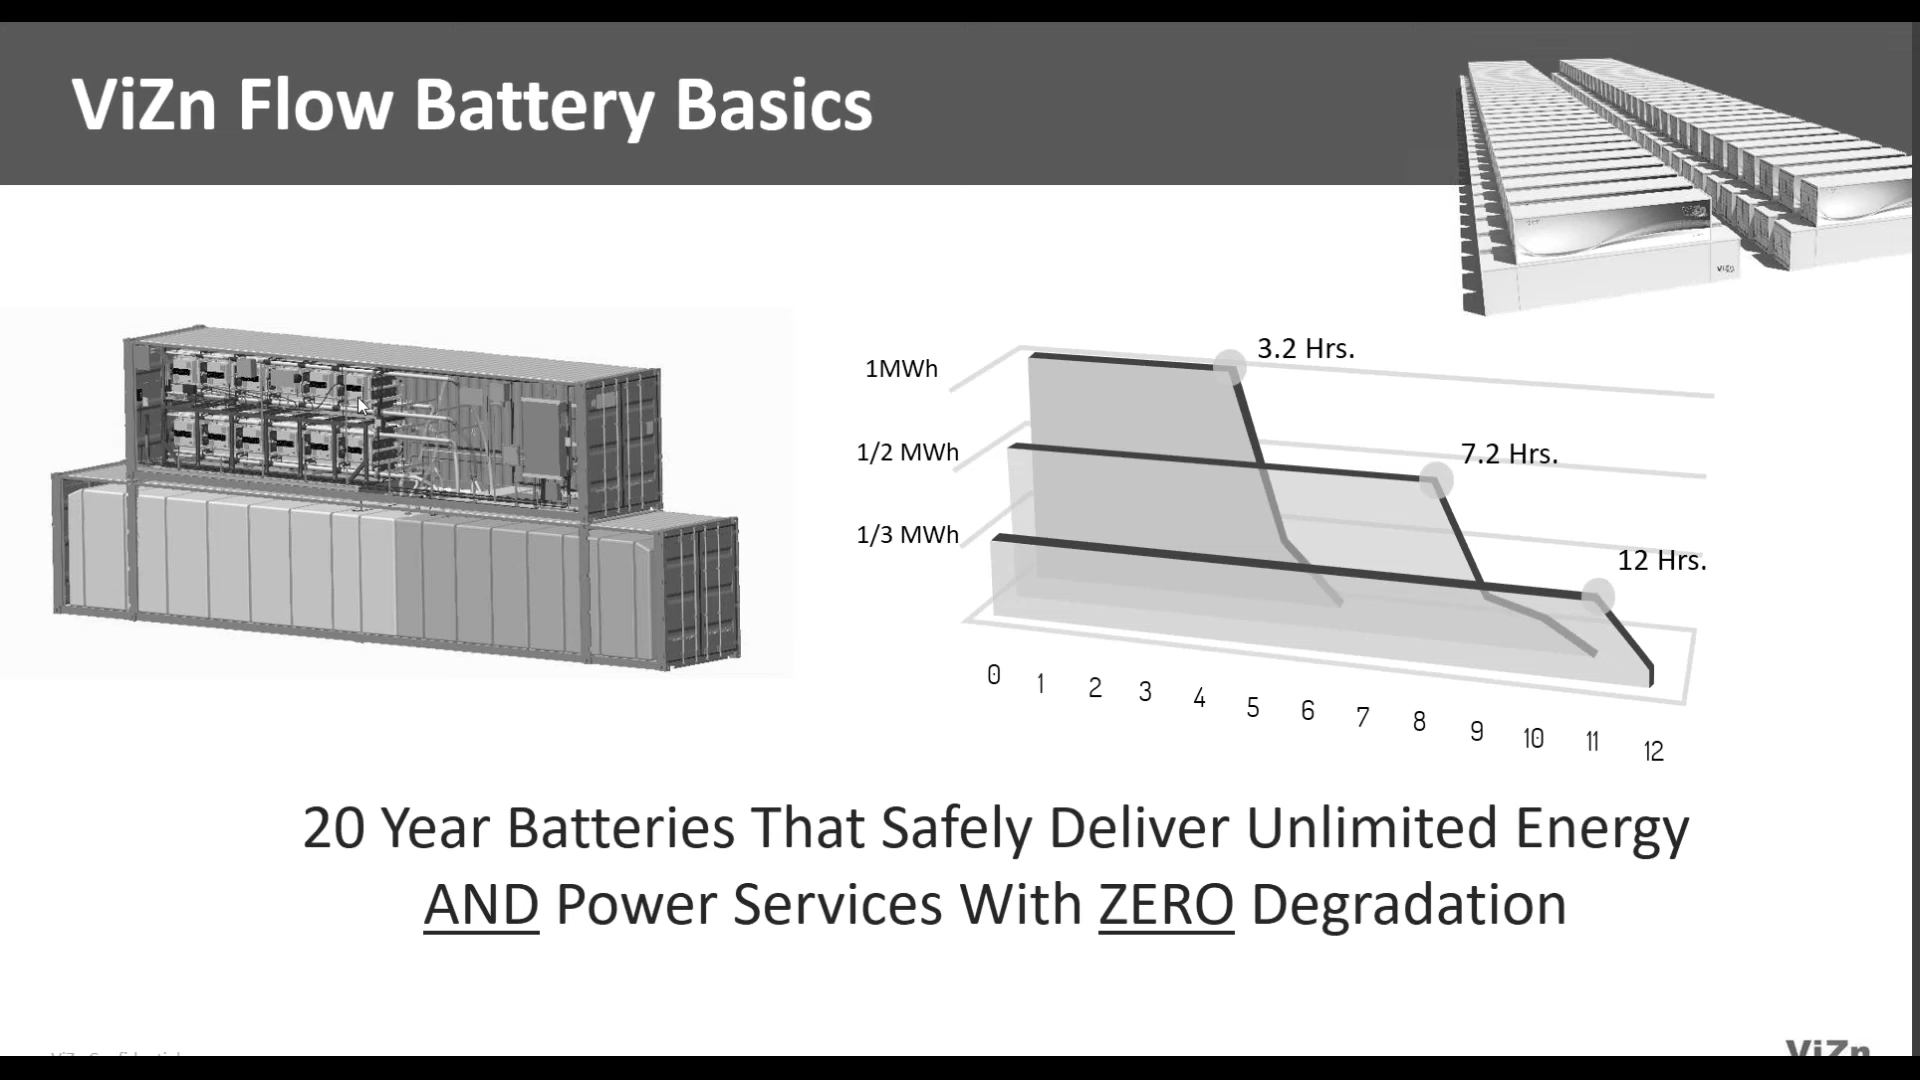 ViZn Flow Battery Basics
1MWh
1/2 MWh
1/3 MWh
3.2 Hrs.
7.2 Hrs.
12 Hrs.
0 1 2 3 4 5 6 7 8 9 10 11 12
20 Year Batteries That Safely Deliver Unlimited Energy
AND Power Services With ZERO Degradation
ViZn